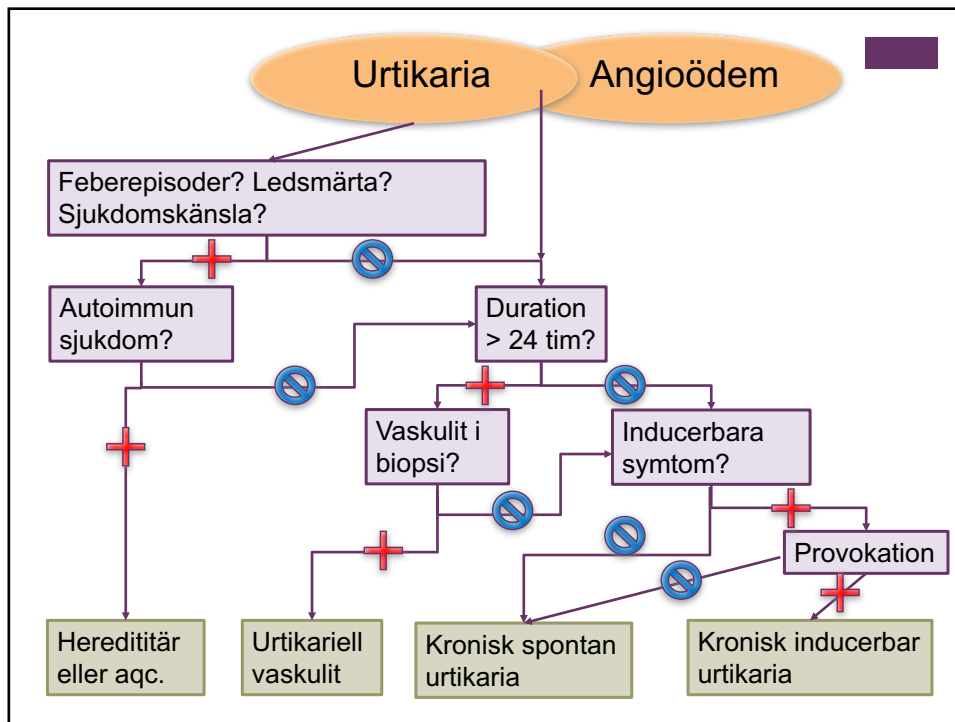 Urtikaria
Angioödem
Feberepisoder? Ledsmärta?
Sjukdomskänsla?
Autoimmun
sjukdom?
Duration
> 24 tim?
Vaskulit i
biopsi?
Inducerbara
symtom?
Provokation
Heredititär
eller aqc.
Urtikariell
vaskulit
Kronisk spontan
urtikaria
Kronisk inducerbar
urtikaria